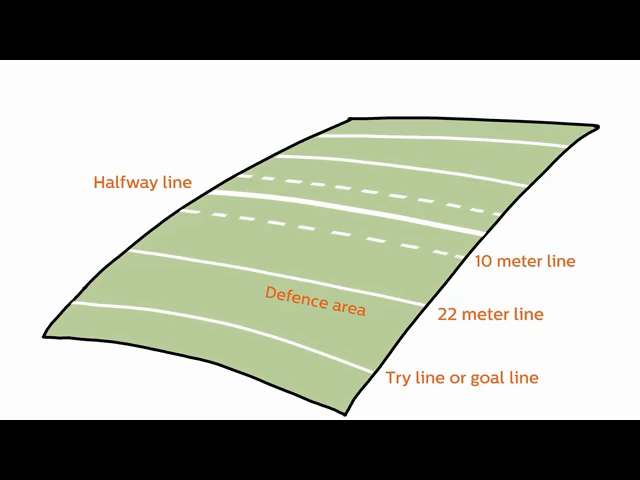 Halfway line
10 meter line
Defence area
22 meter line
Try line or goal line